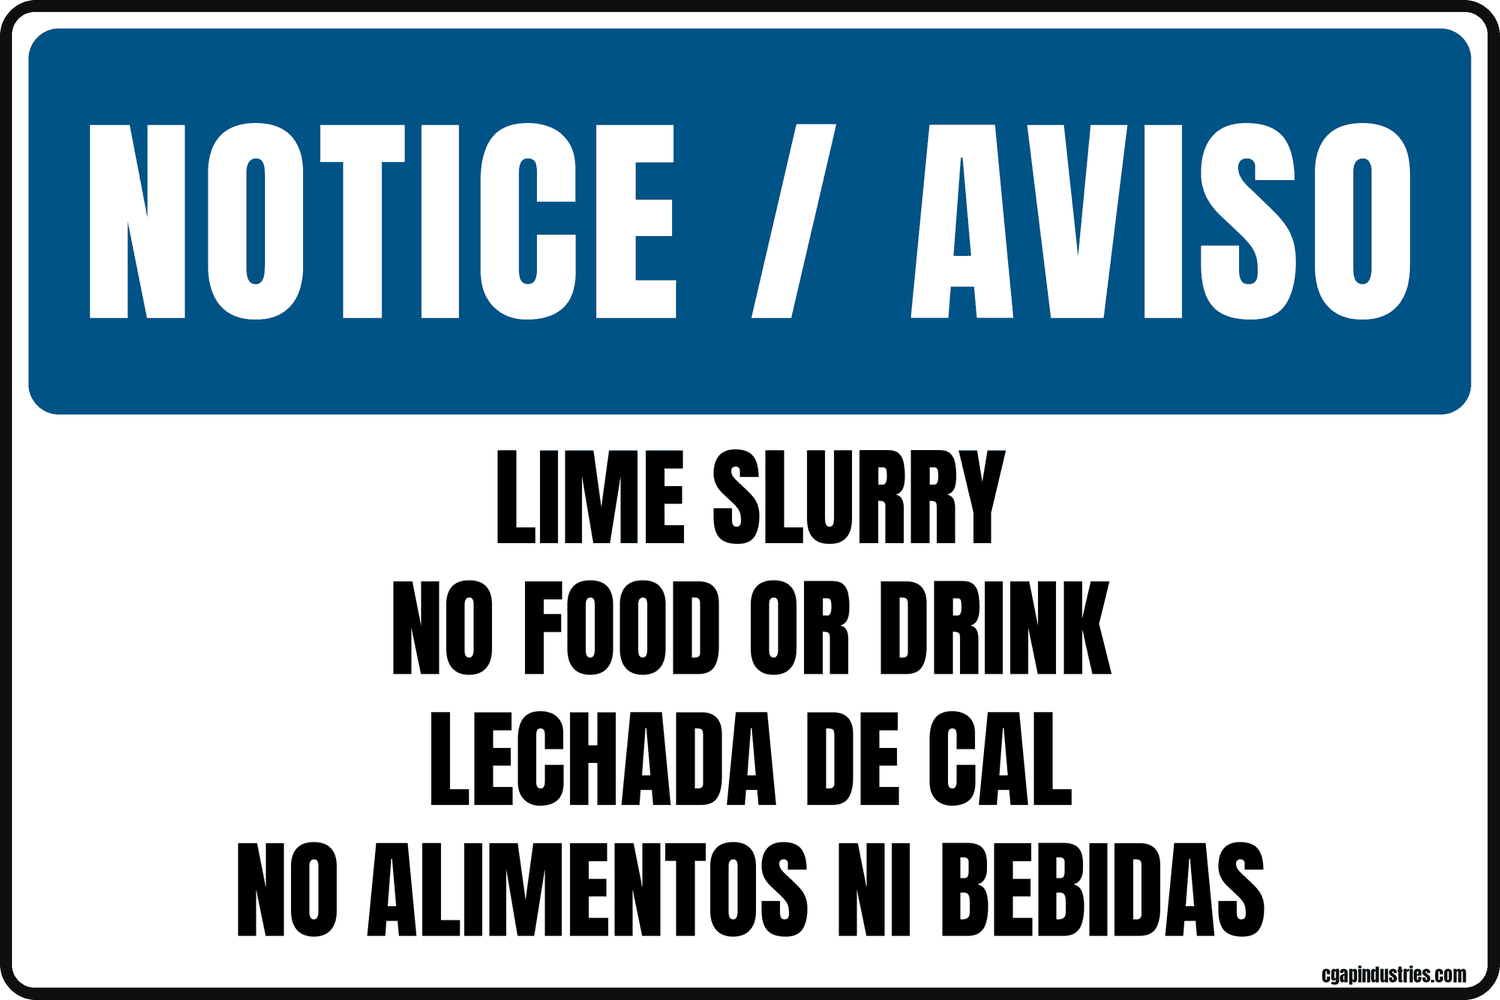 NOTICE / AVISO
LIME SLURRY
NO FOOD OR DRINK
LECHADA DE CAL
NO ALIMENTOS NI BEBIDAS
cgapindustries.com